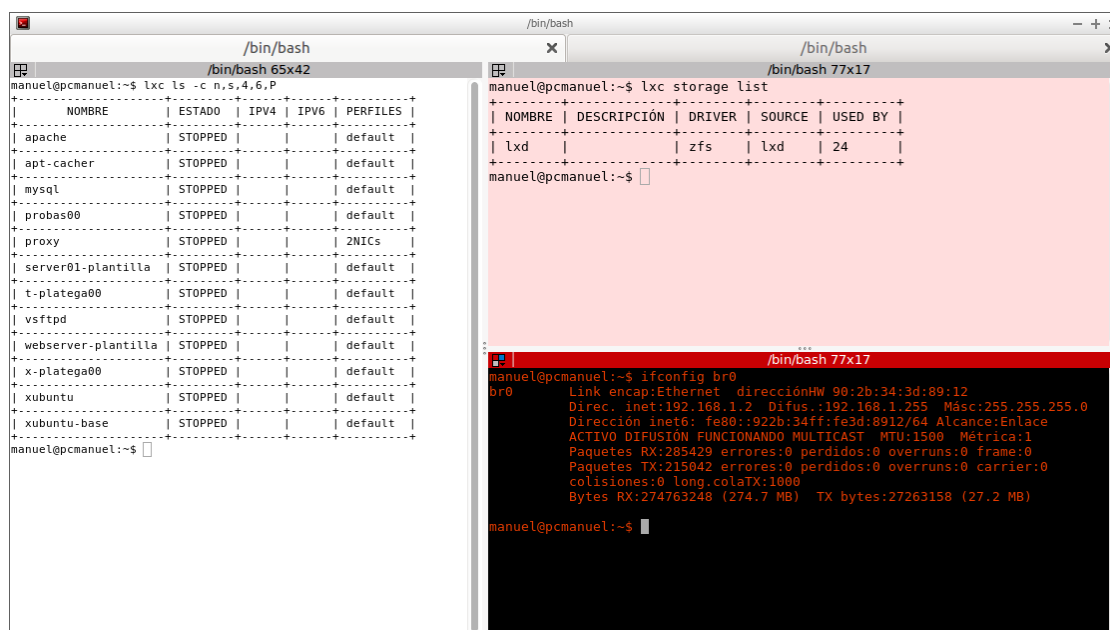 /bin/bash
/bin/bash
/bin/bash
/bin/bash 65x42
manuel@pcmanuel:~$ lxc ls -c n,s,4,6,P
+---------------------+---------+------+------+----------+
| NOMBRE | ESTADO | IPV4 | IPV6 | PERFILES |
+---------------------+---------+------+------+----------+
| apache | STOPPED | | | default |
+---------------------+---------+------+------+----------+
| apt-cacher | STOPPED | | | default |
+---------------------+---------+------+------+----------+
| mysql | STOPPED | | | default |
+---------------------+---------+------+------+----------+
| probas00 | STOPPED | | | default |
+---------------------+---------+------+------+----------+
| proxy | STOPPED | | | 2NICs |
+---------------------+---------+------+------+----------+
| server01-plantilla | STOPPED | | | default |
+---------------------+---------+------+------+----------+
| t-platega00 | STOPPED | | | default |
+---------------------+---------+------+------+----------+
| vsftpd | STOPPED | | | default |
+---------------------+---------+------+------+----------+
| webserver-plantilla | STOPPED | | | default |
+---------------------+---------+------+------+----------+
| x-platega00 | STOPPED | | | default |
+---------------------+---------+------+------+----------+
| xubuntu | STOPPED | | | default |
+---------------------+---------+------+------+----------+
| xubuntu-base | STOPPED | | | default |
+---------------------+---------+------+------+----------+
manuel@pcmanuel:~$
/bin/bash 77x17
manuel@pcmanuel:~$ lxc storage list
+--------+-------------+--------+--------+---------+
| NOMBRE | DESCRIPCIÓN | DRIVER | SOURCE | USED BY |
+--------+-------------+--------+--------+---------+
| lxd | | zfs | lxd | 24 |
+--------+-------------+--------+--------+---------+
manuel@pcmanuel:~$
/bin/bash 77x17
manuel@pcmanuel:~$ ifconfig br0
br0 Link encap:Ethernet direcciónHW 90:2b:34:3d:89:12
Direc. inet:192.168.1.2 Difus.:192.168.1.255 Másc:255.255.255.0
Dirección inet6: fe80::922b:34ff:fe3d:8912/64 Alcance:Enlace
ACTIVO DIFUSIÓN FUNCIONANDO MULTICAST MTU:1500 Métrica:1
Paquetes RX:285429 errores:0 perdidos:0 overruns:0 frame:0
Paquetes TX:215042 errores:0 perdidos:0 overruns:0 carrier:0
colisiones:0 long.colaTX:1000
Bytes RX:274763248 (274.7 MB) TX bytes:27263158 (27.2 MB)
manuel@pcmanuel:~$